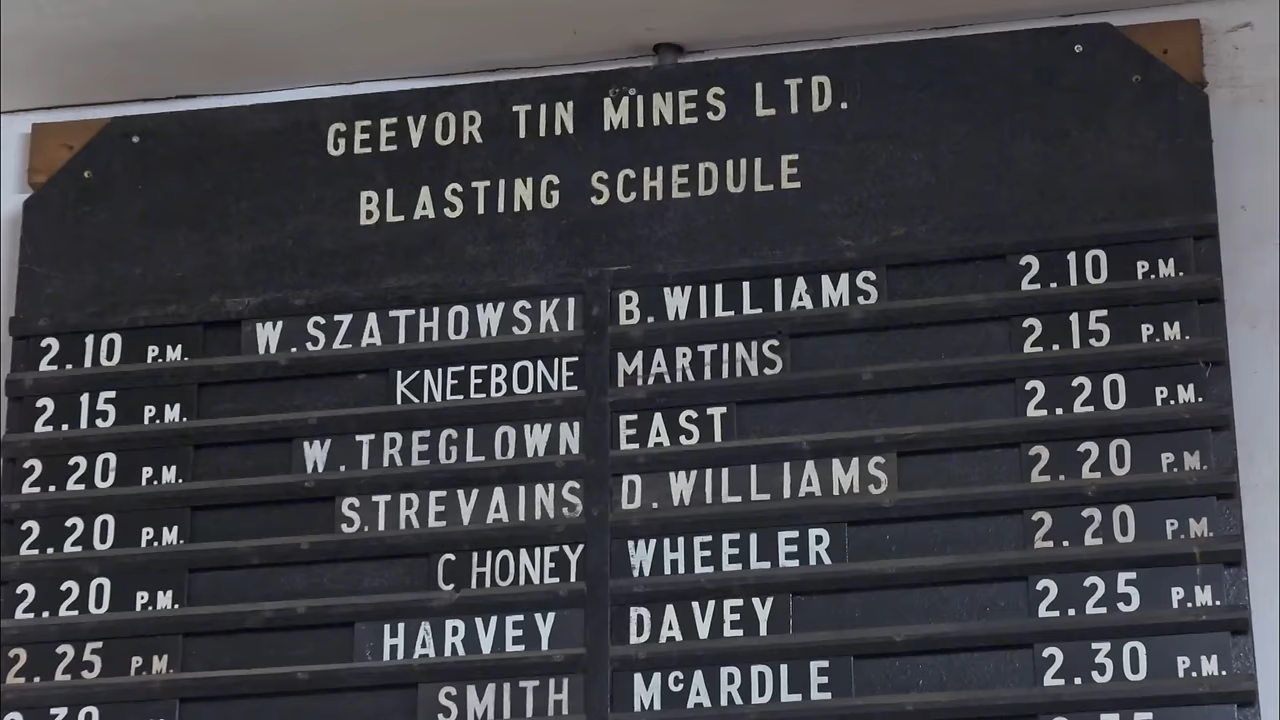 GEEVOR TIN MINES LTD.
BLASTING SCHEDULE
2.10 P.M. W.SZATHOWSKI B.WILLIAMS 2.10 P.M.
2.15 P.M. KNEEBONE MARTINS 2.15 P.M.
2.20 P.M. W.TREGLOWN EAST 2.20 P.M.
2.20 P.M. S.TREVAINS D.WILLIAMS 2.20 P.M.
2.20 P.M. C HONEY WHEELER 2.20 P.M.
2.25 P.M. HARVEY DAVEY 2.25 P.M.
SMITH McARDLE 2.30 P.M.